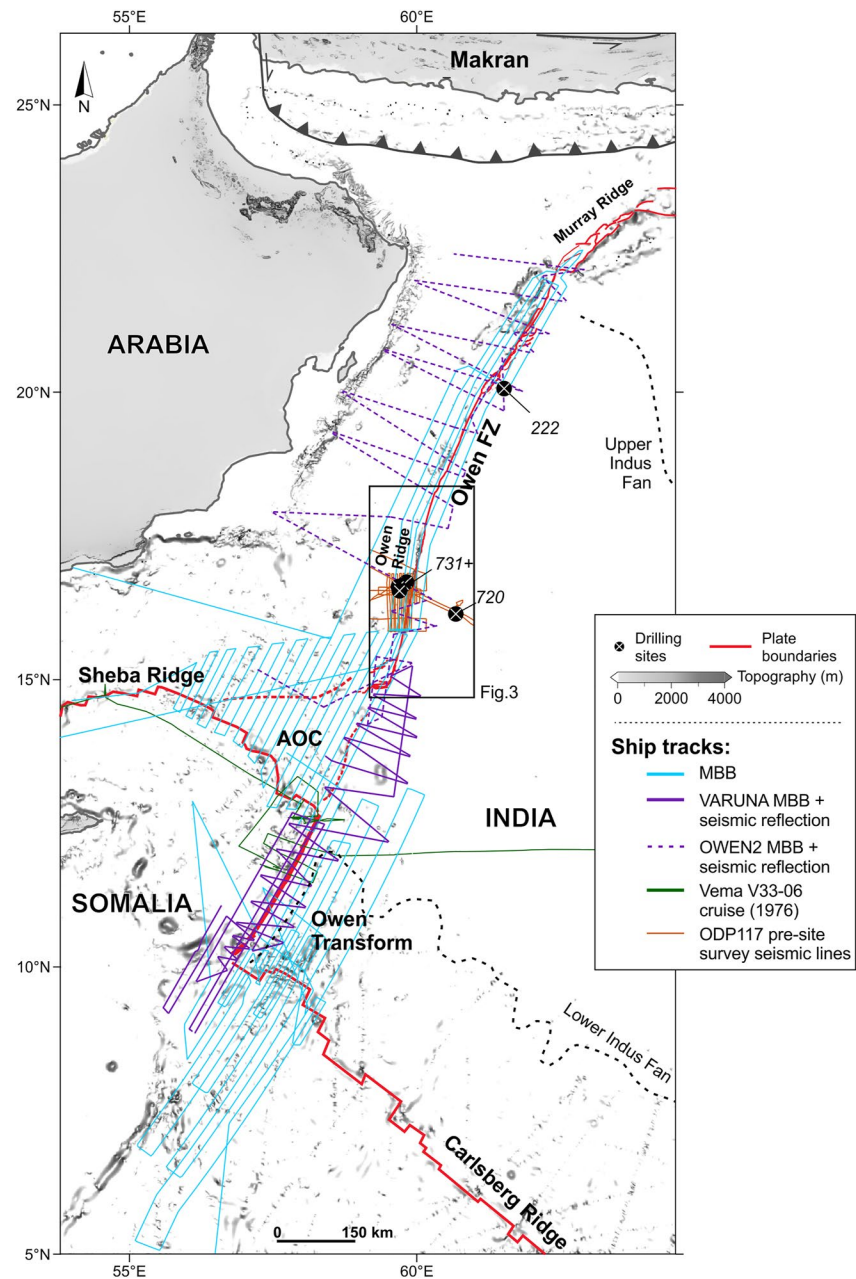 55°E
60°E
Makran
N
25°N
Murray Ridge
ARABIA
20°N
222
Owen FZ
Upper
Indus
Fan
Owen
Ridge
731+
720
15°N
Sheba Ridge
Fig.3
AOC
INDIA
SOMALIA
Owen
Transform
10°N
Lower Indus Fan
Carlsberg Ridge
0 150 km
5°N
55°E
60°E
Drilling
sites
Plate
boundaries
Topography (m)
0 2000 4000
Ship tracks:
MBB
VARUNA MBB +
seismic reflection
OWEN2 MBB +
seismic reflection
Vema V33-06
cruise (1976)
ODP117 pre-site
survey seismic lines